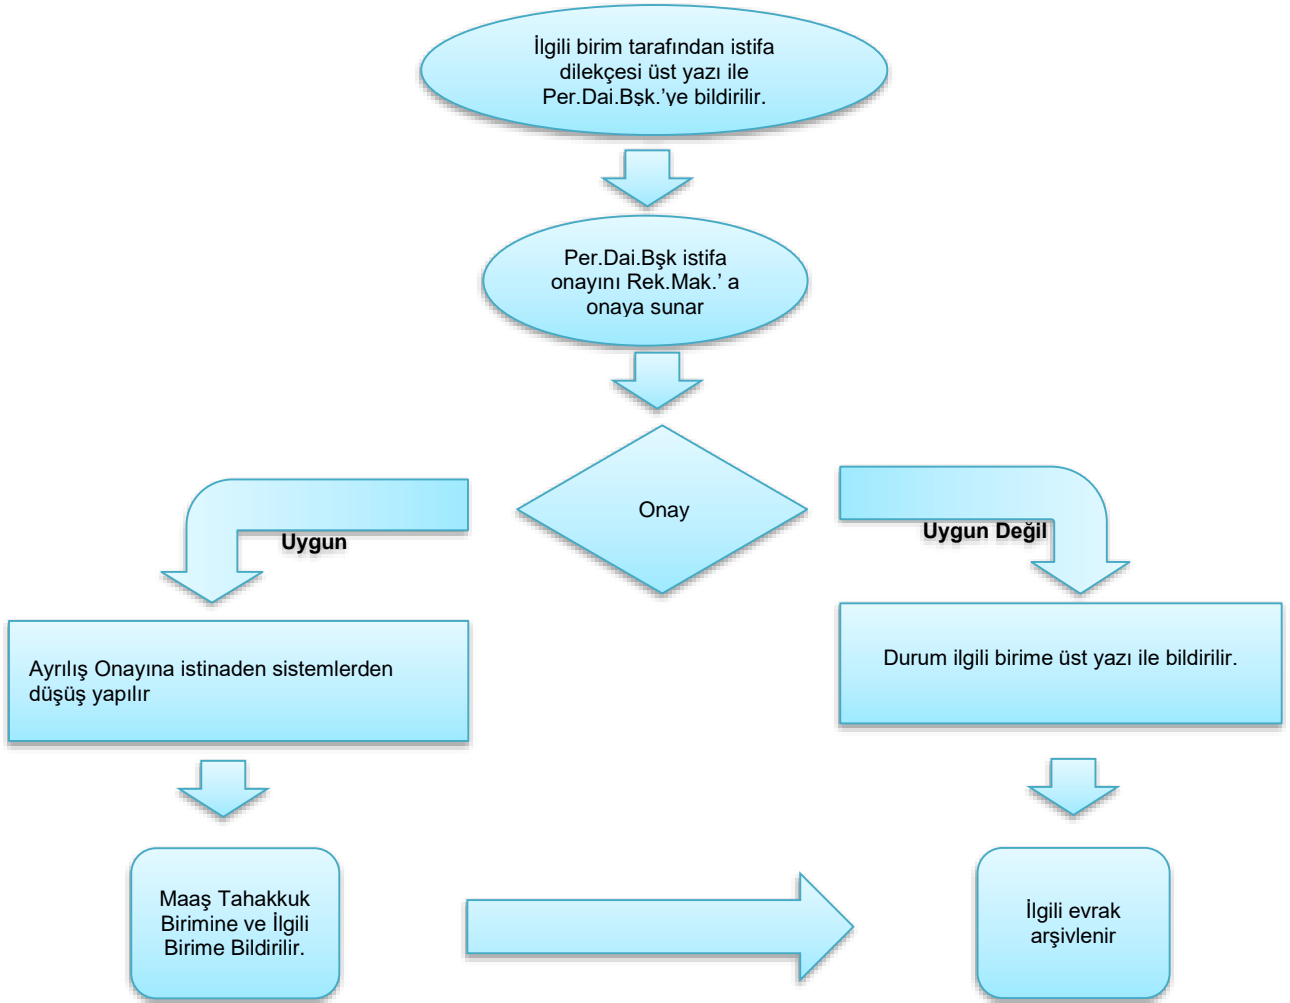 İlgili birim tarafından istifa
dilekçesi üst yazı ile
Per.Dai.Bşk.'ye bildirilir.
Per.Dai.Bşk istifa
onayını Rek.Mak.' a
onaya sunar
Onay
Uygun
Uygun Değil
Ayrılış Onayına istinaden sistemlerden
düşüş yapılır
Durum ilgili birime üst yazı ile bildirilir.
Maaş Tahakkuk
Birimine ve İlgili
Birime Bildirilir.
İlgili evrak
arşivlenir